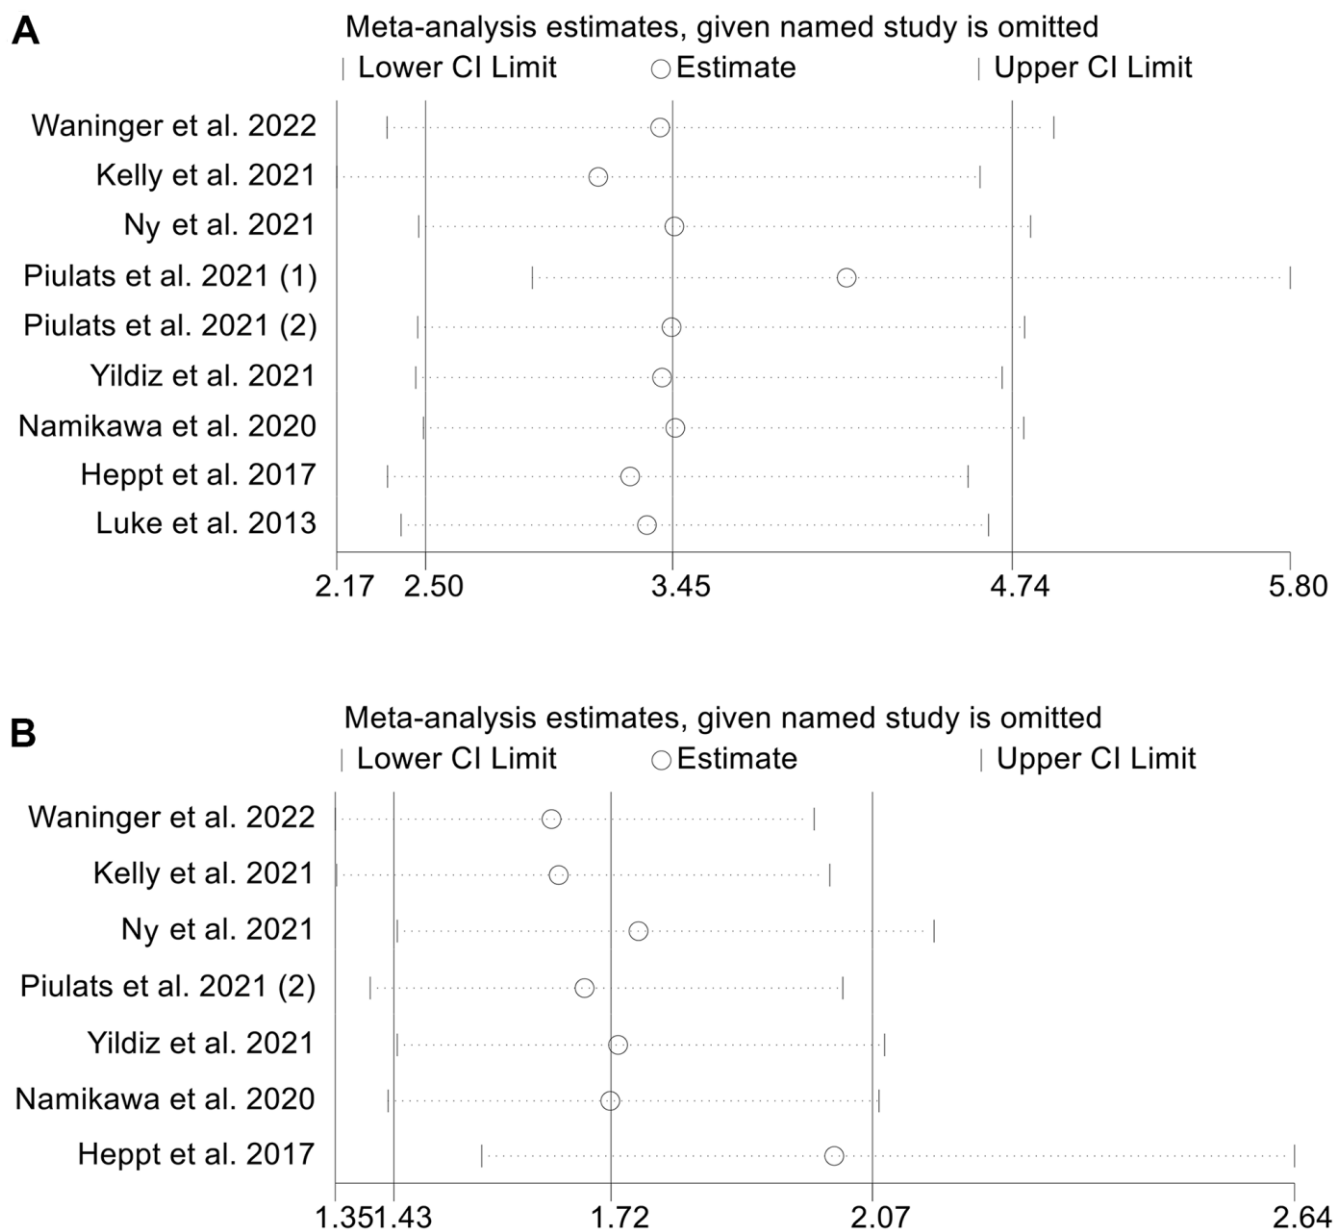 A
Meta-analysis estimates, given named study is omitted
| Lower CI Limit ○ Estimate | Upper CI Limit
Waninger et al. 2022
Kelly et al. 2021
Ny et al. 2021
Piulats et al. 2021 (1)
Piulats et al. 2021 (2)
Yildiz et al. 2021
Namikawa et al. 2020
Heppt et al. 2017
Luke et al. 2013
2.17 2.50 3.45 4.74 5.80
B
Meta-analysis estimates, given named study is omitted
| Lower CI Limit ○ Estimate | Upper CI Limit
Waninger et al. 2022
Kelly et al. 2021
Ny et al. 2021
Piulats et al. 2021 (2)
Yildiz et al. 2021
Namikawa et al. 2020
Heppt et al. 2017
1.35 1.43 1.72 2.07 2.64